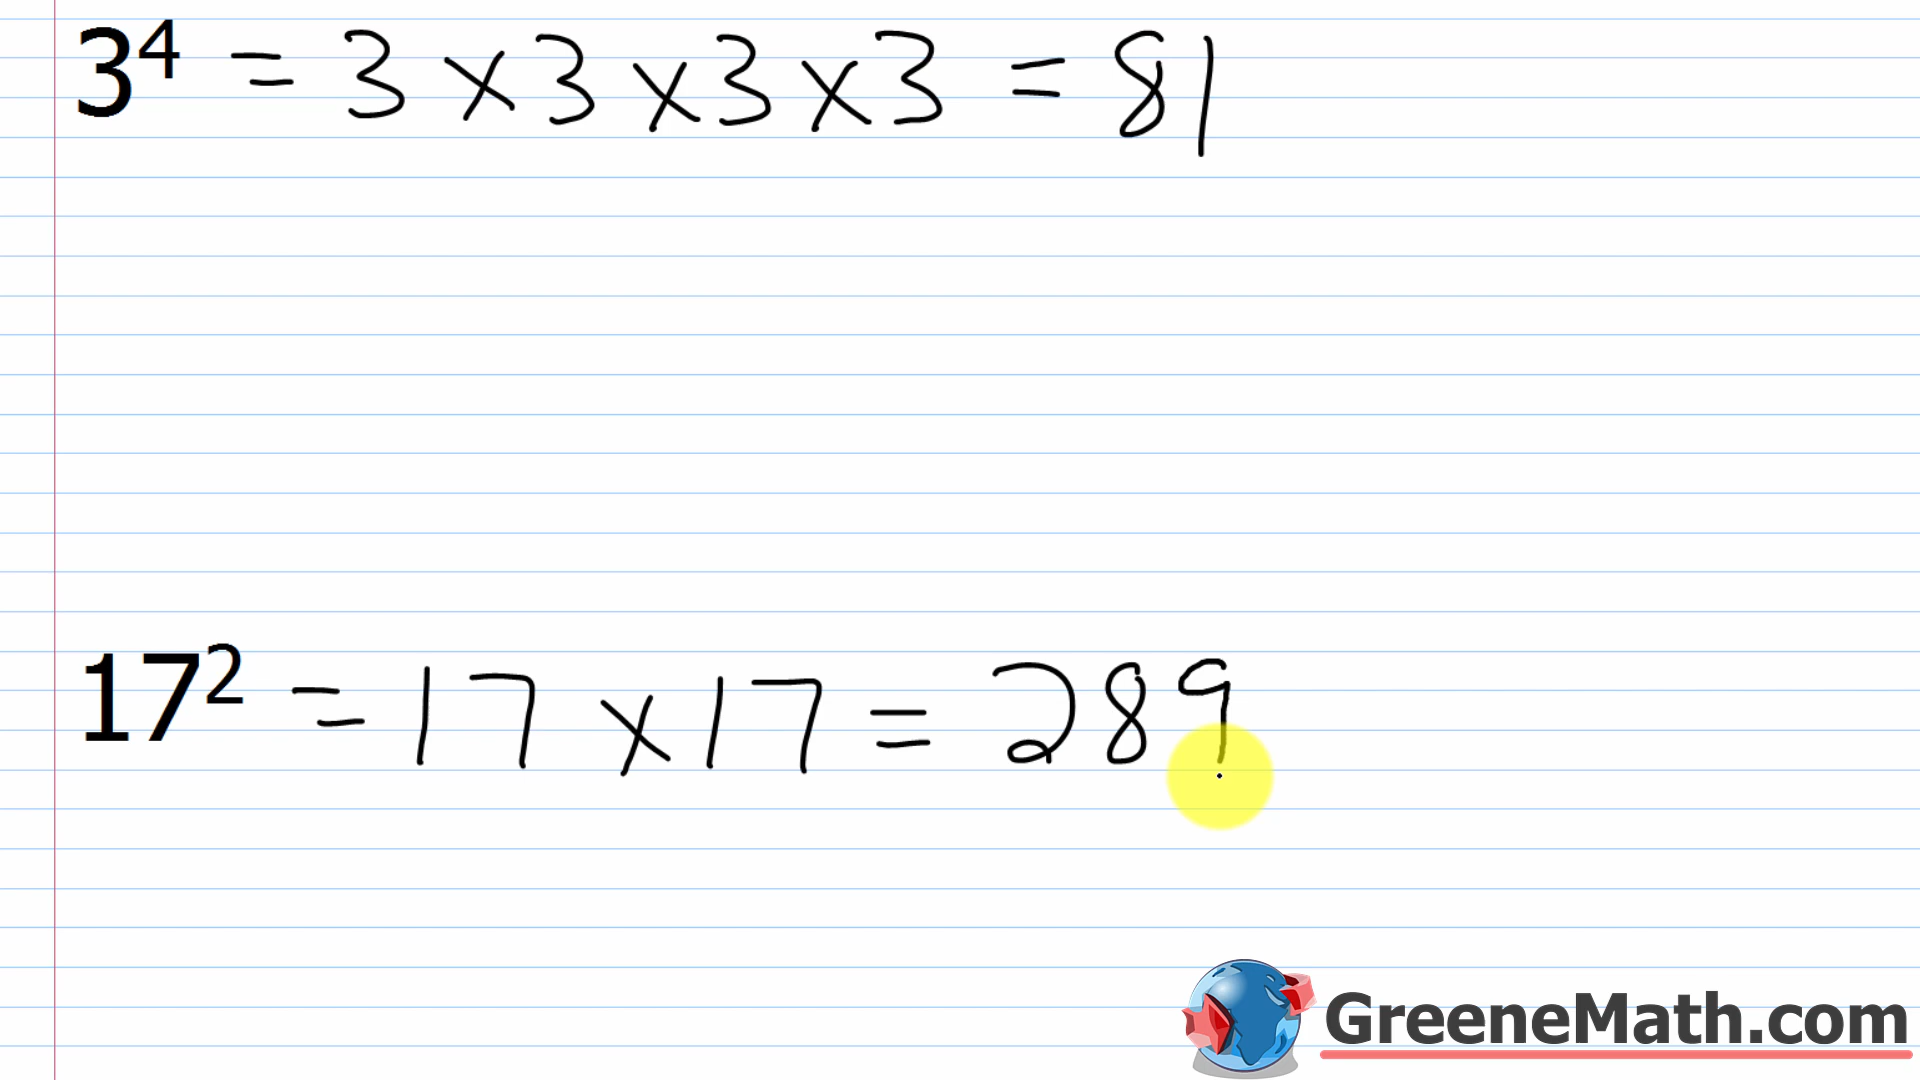 3⁴ = 3 x 3 x 3 x 3 = 81
17² = 17 x 17 = 289
GreeneMath.com